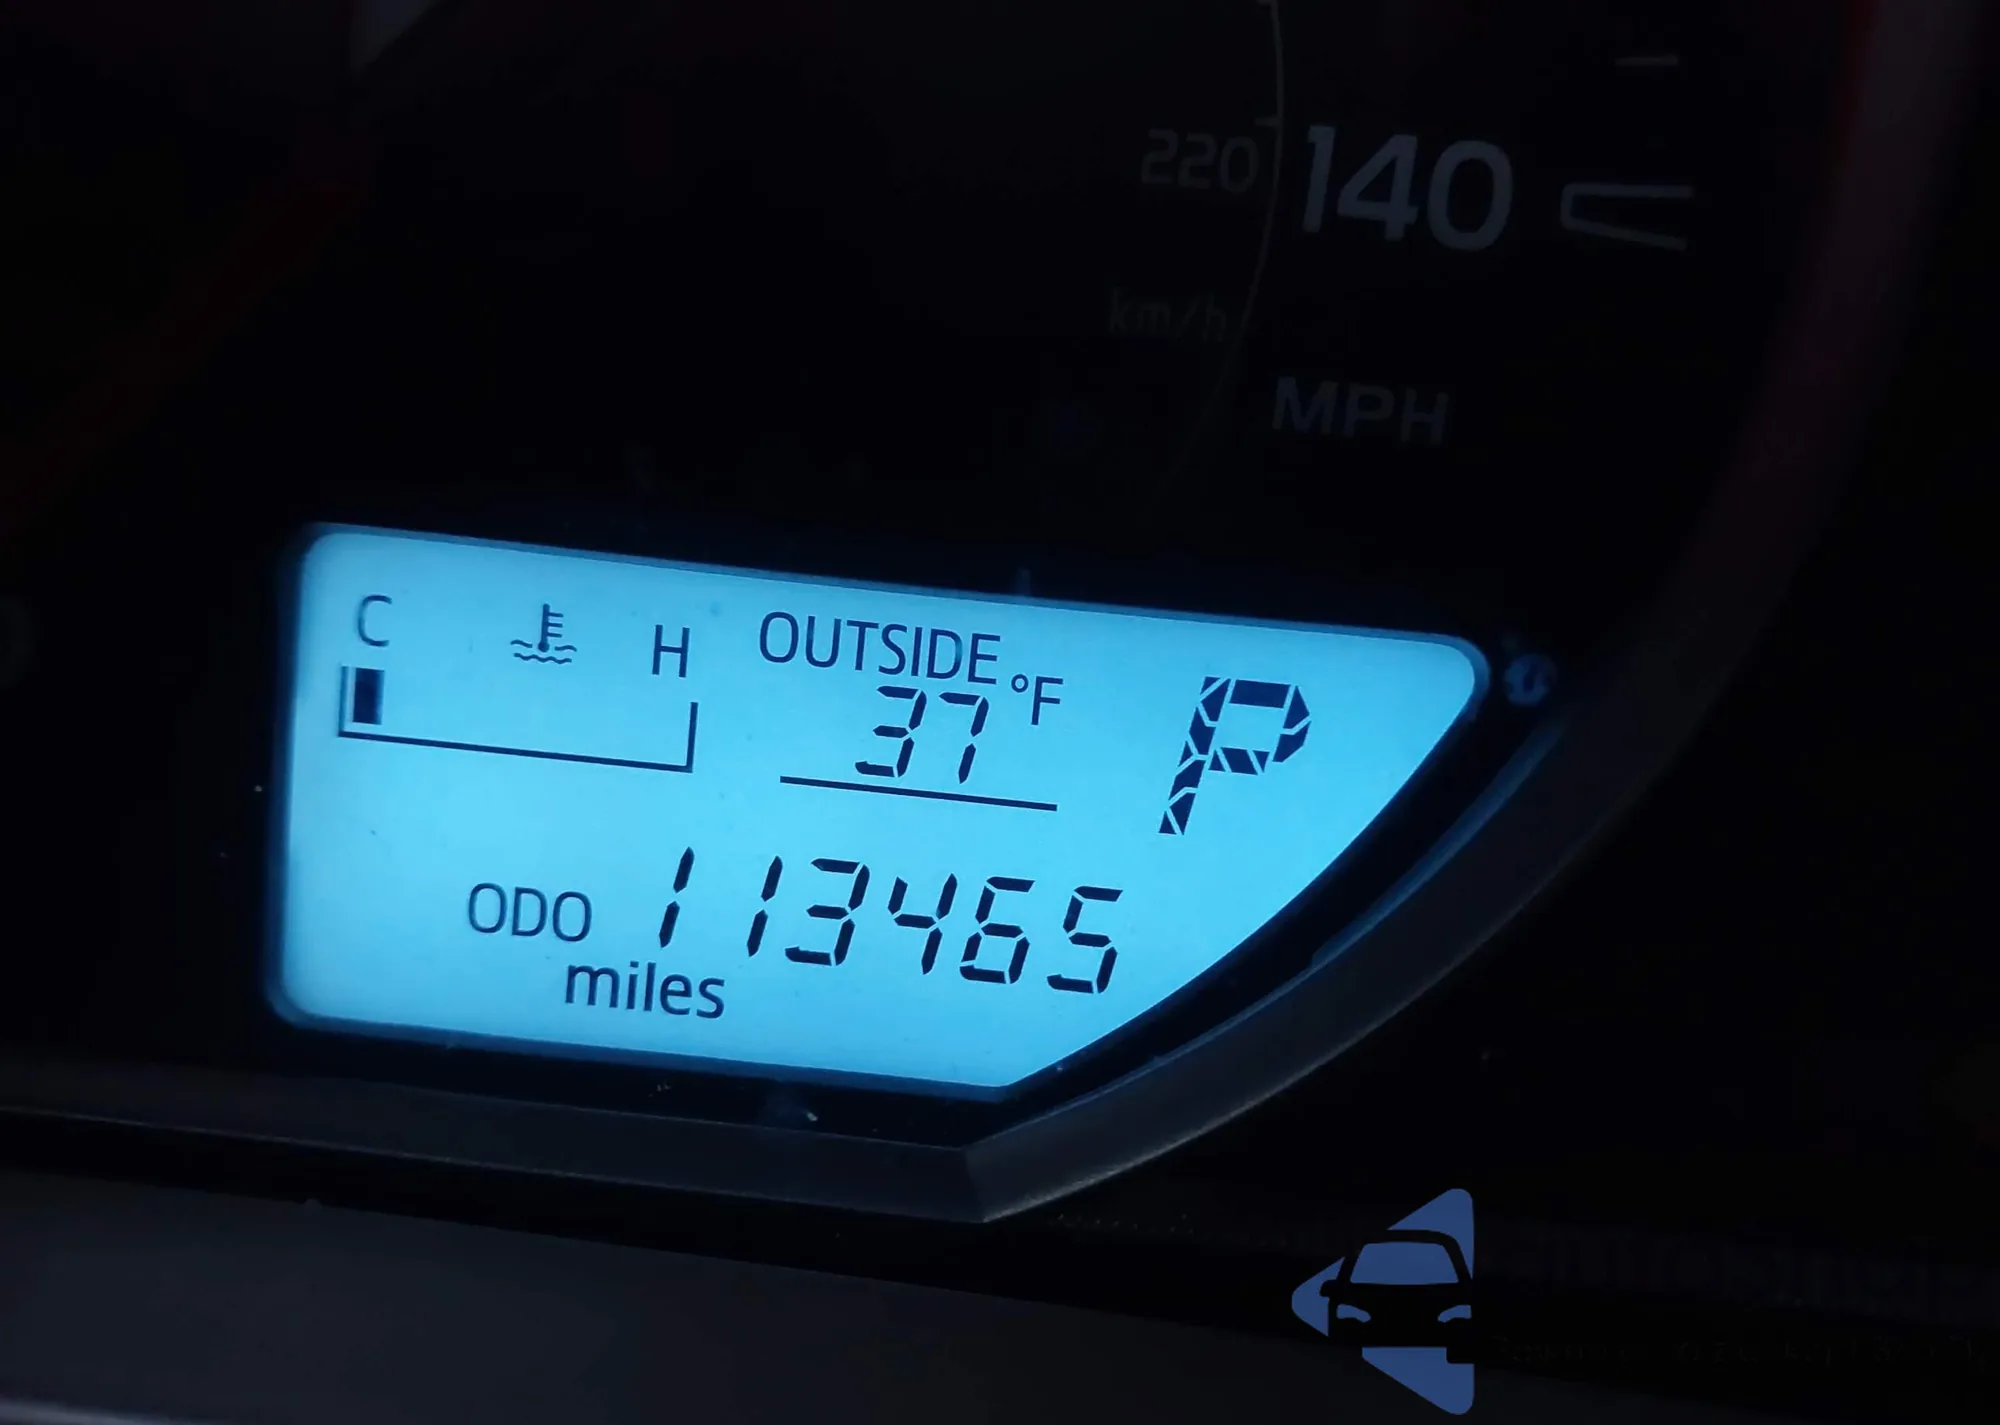 220 140
km/h
MPH
C H OUTSIDE
37 °F
P
ODO 113465
miles